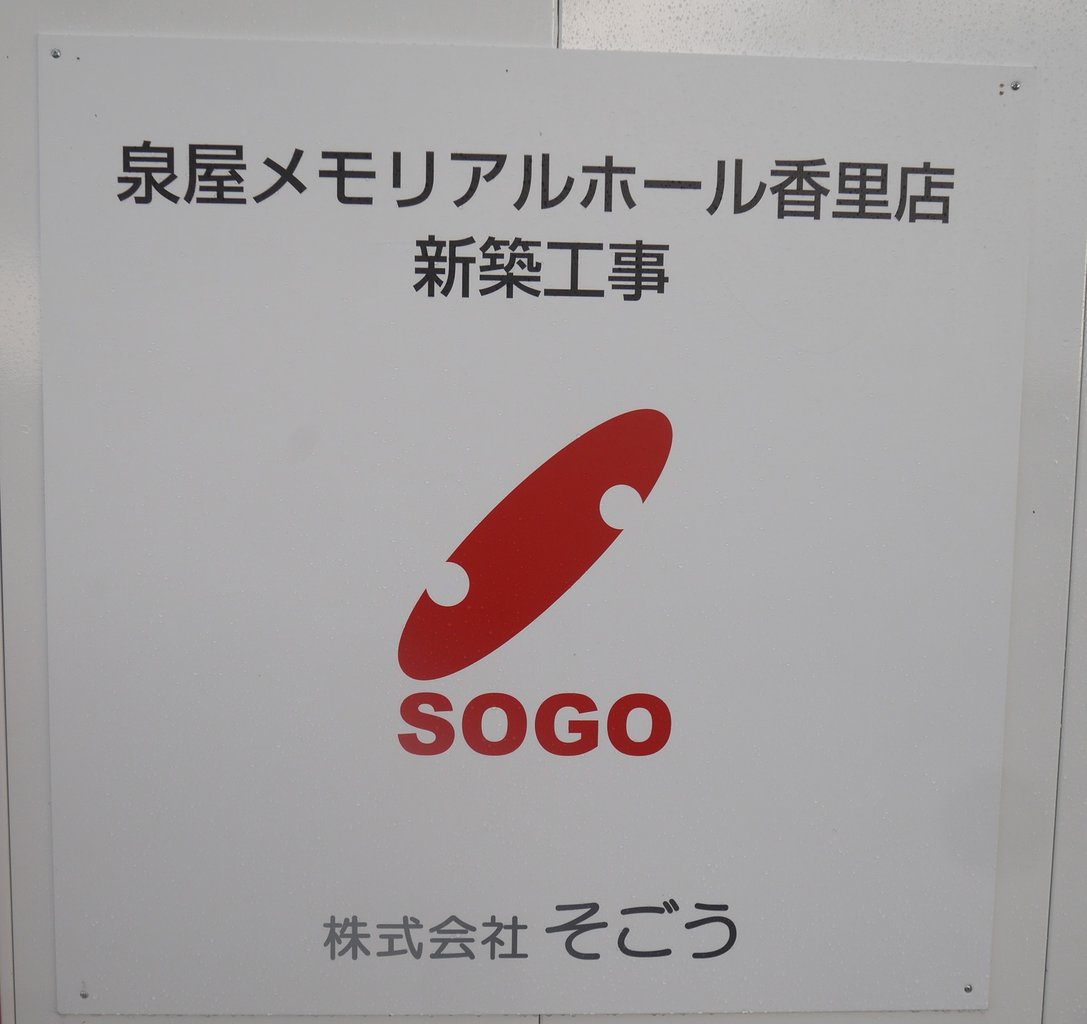 泉屋メモリアルホール香里店
新築工事
SOGO
株式会社 そごう